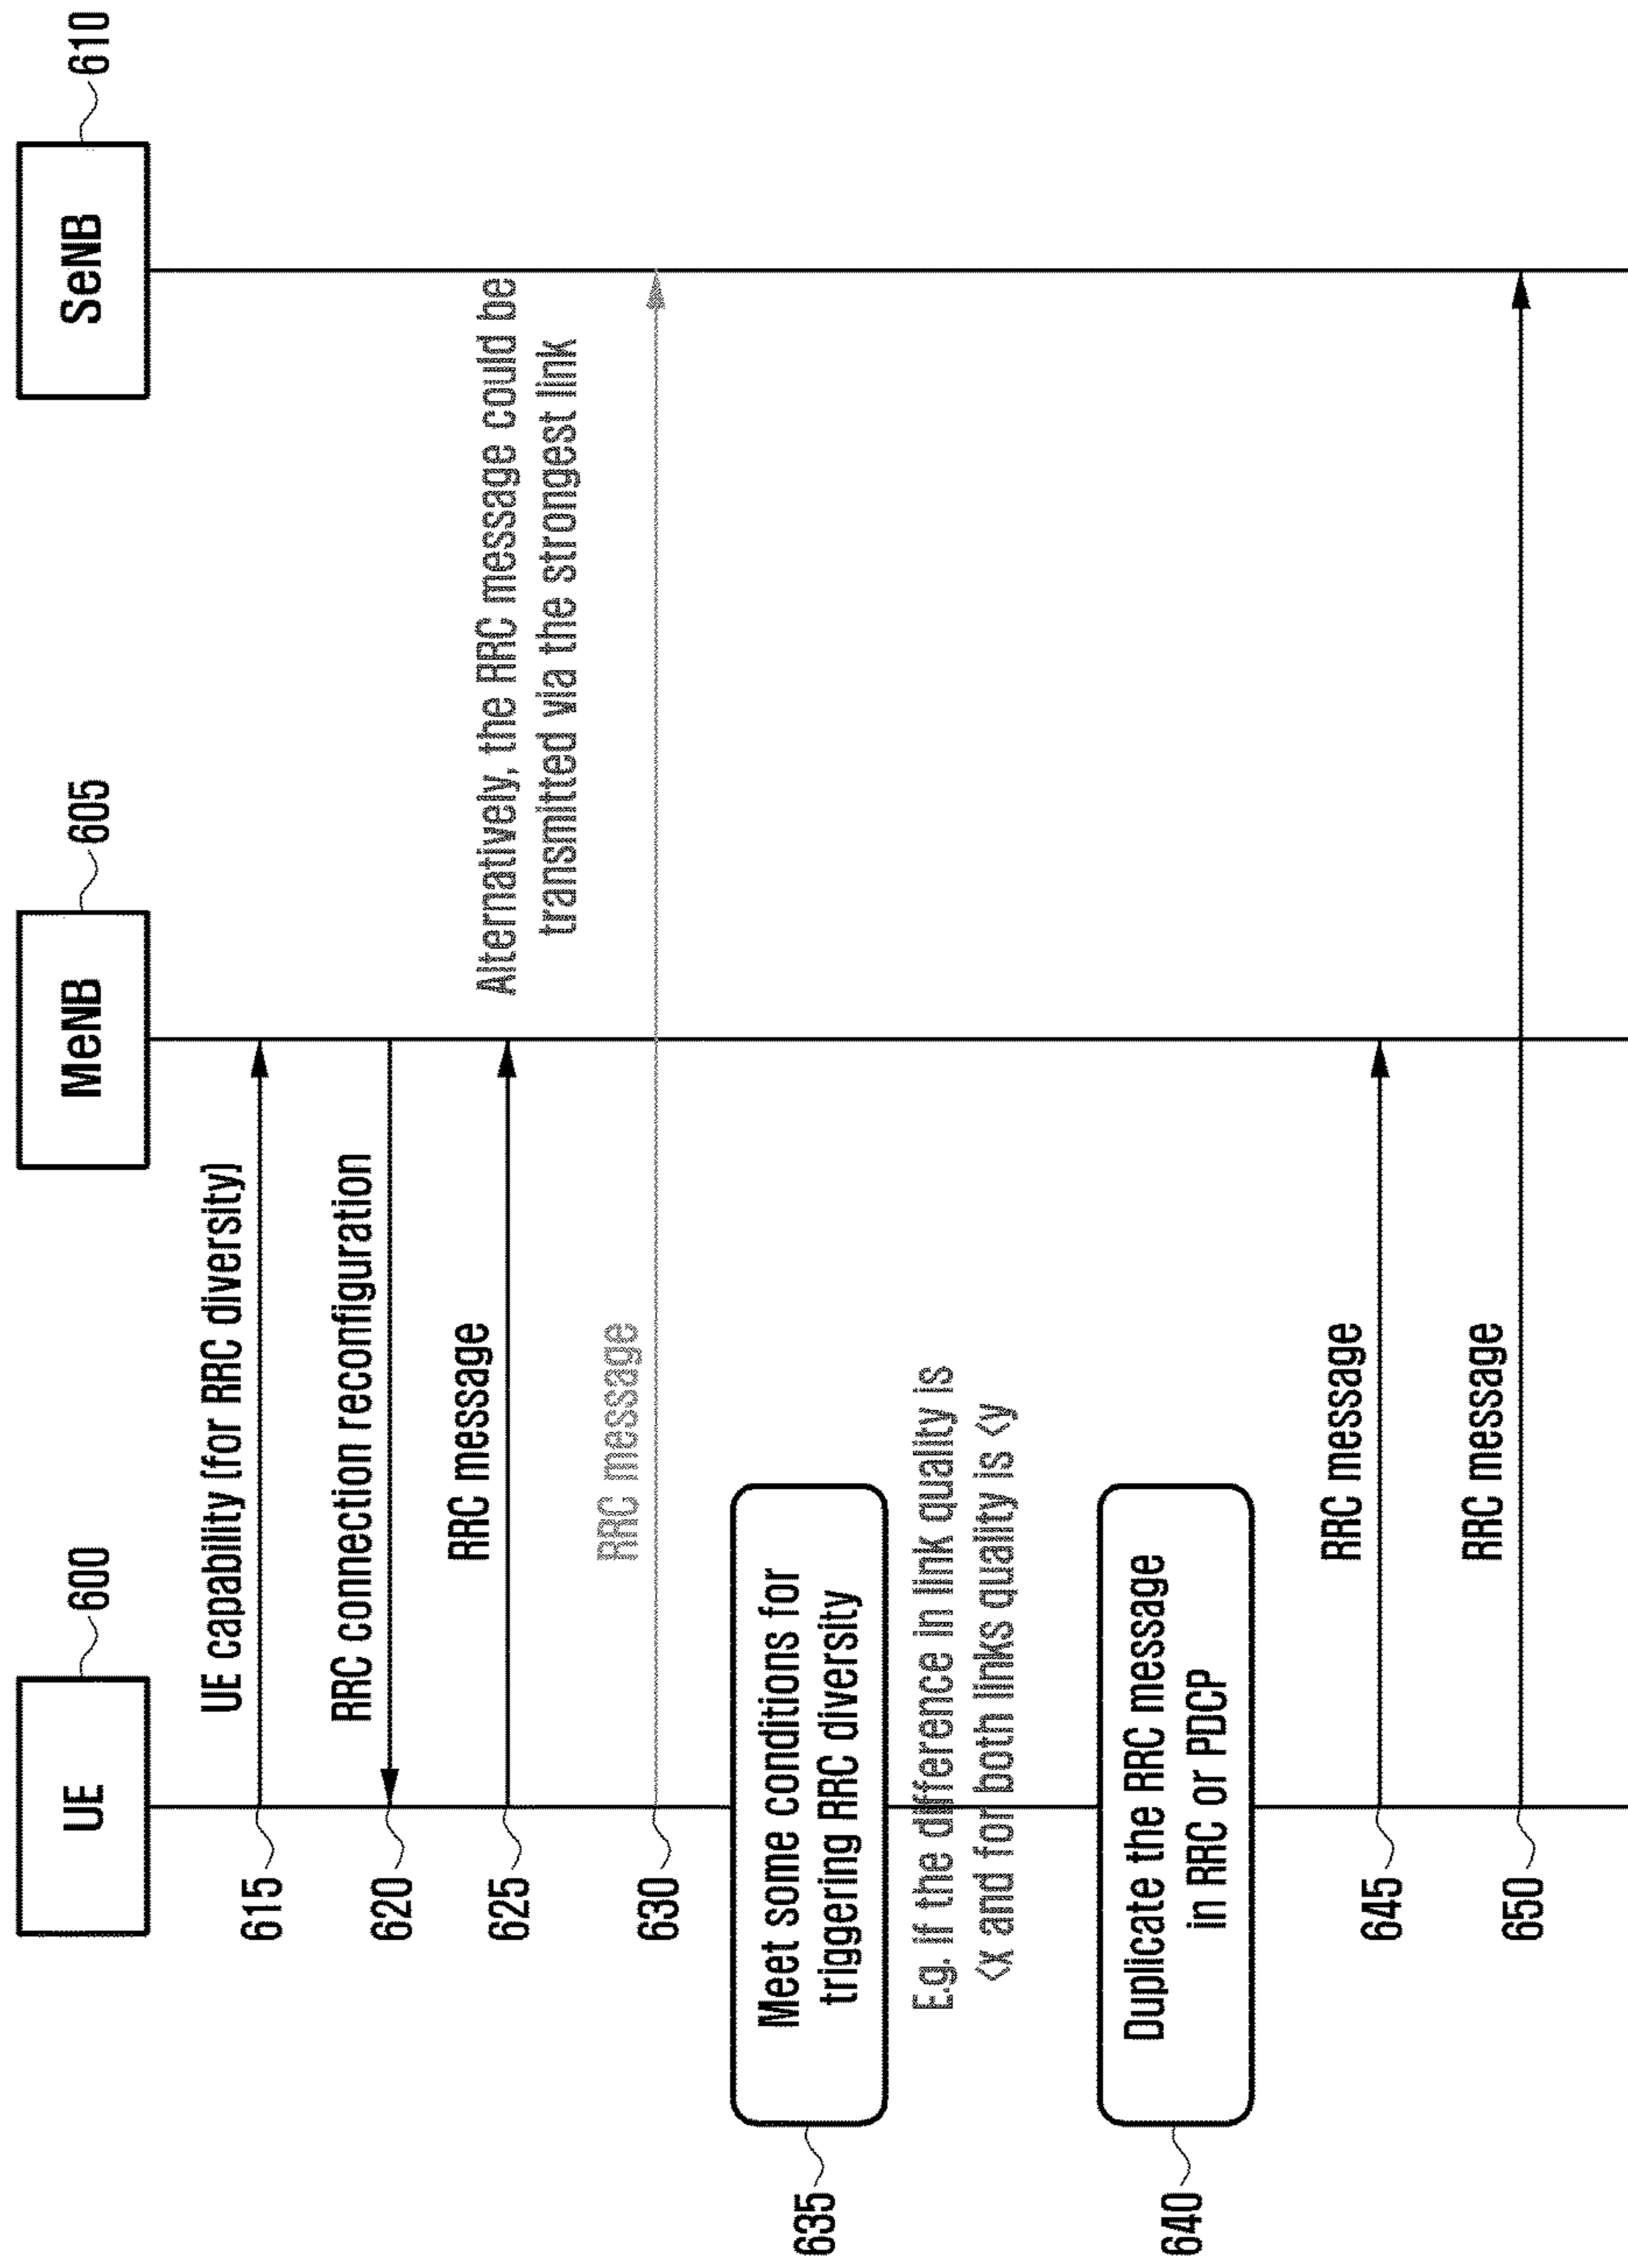 UE
600
MeNB
605
SeNB
610
UE capability (for RRC diversity)
615
RRC connection reconfiguration
620
RRC message
625
Alternatively, the RRC message could be
transmitted via the strongest link
RRC message
630
Meet some conditions for
triggering RRC diversity
635
E.g. if the difference in link quality is
<x and for both links quality is <y
Duplicate the RRC message
in RRC or PDCP
640
RRC message
645
RRC message
650